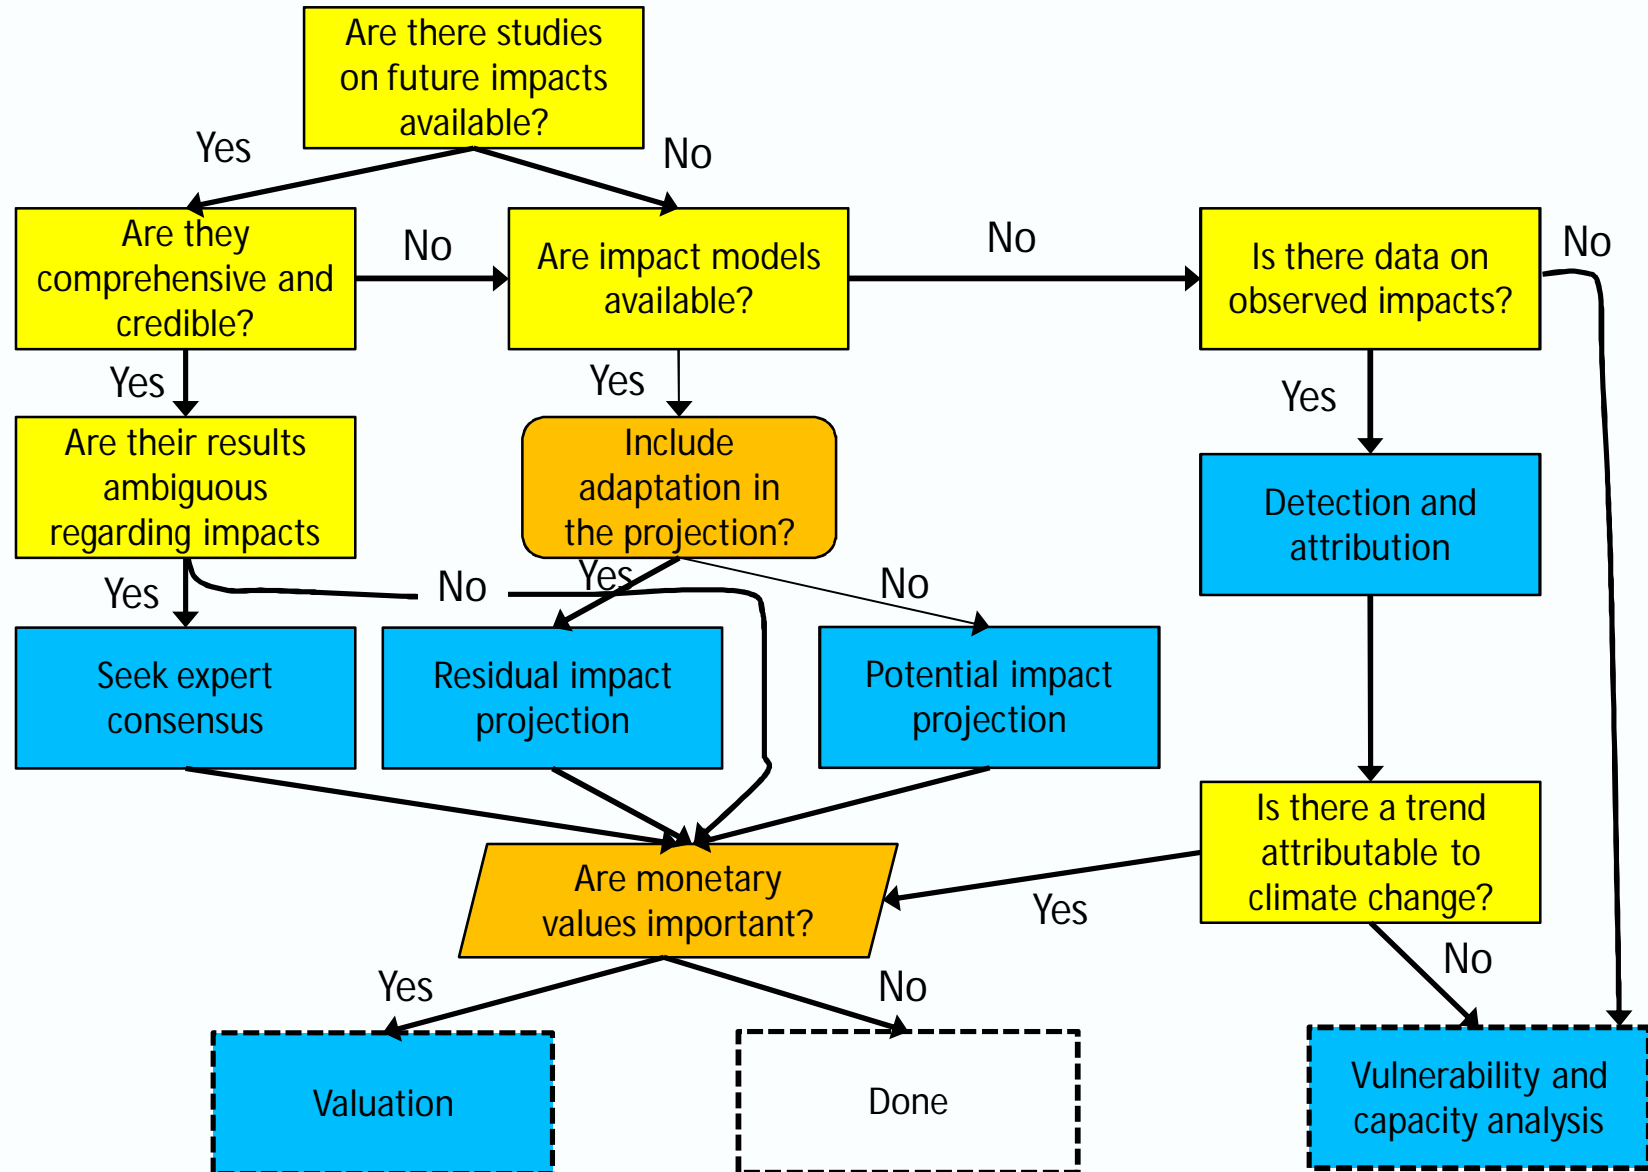 Are there studies
on future impacts
available?
Yes
No
Are they
comprehensive and
credible?
No
Are impact models
available?
No
Is there data on
observed impacts?
No
Yes
Yes
Yes
Are their results
ambiguous
regarding impacts
Include
adaptation in
the projection?
Detection and
attribution
Yes
No
Yes
No
Seek expert
consensus
Residual impact
projection
Potential impact
projection
Is there a trend
attributable to
climate change?
Are monetary
values important?
Yes
No
Yes
No
Valuation
Done
Vulnerability and
capacity analysis